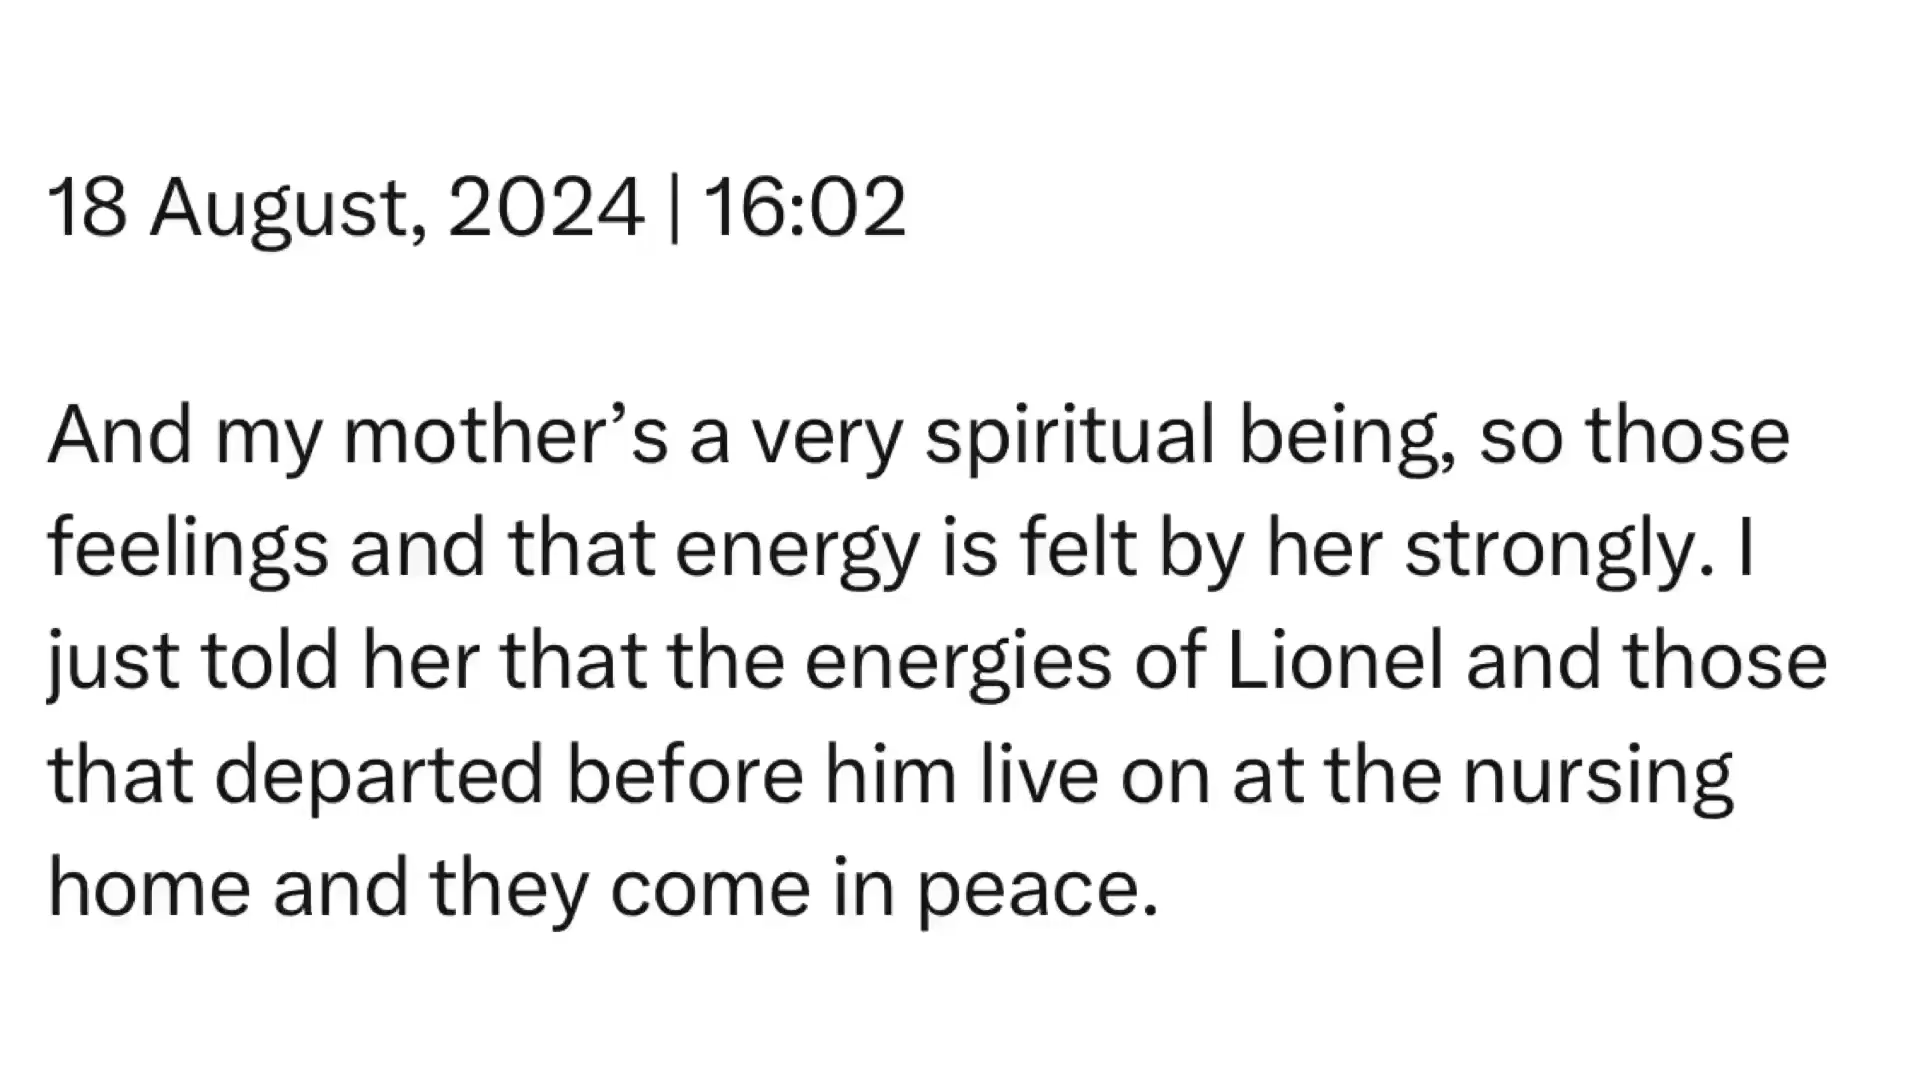 18 August, 2024 | 16:02
And my mother’s a very spiritual being, so those
feelings and that energy is felt by her strongly. I
just told her that the energies of Lionel and those
that departed before him live on at the nursing
home and they come in peace.